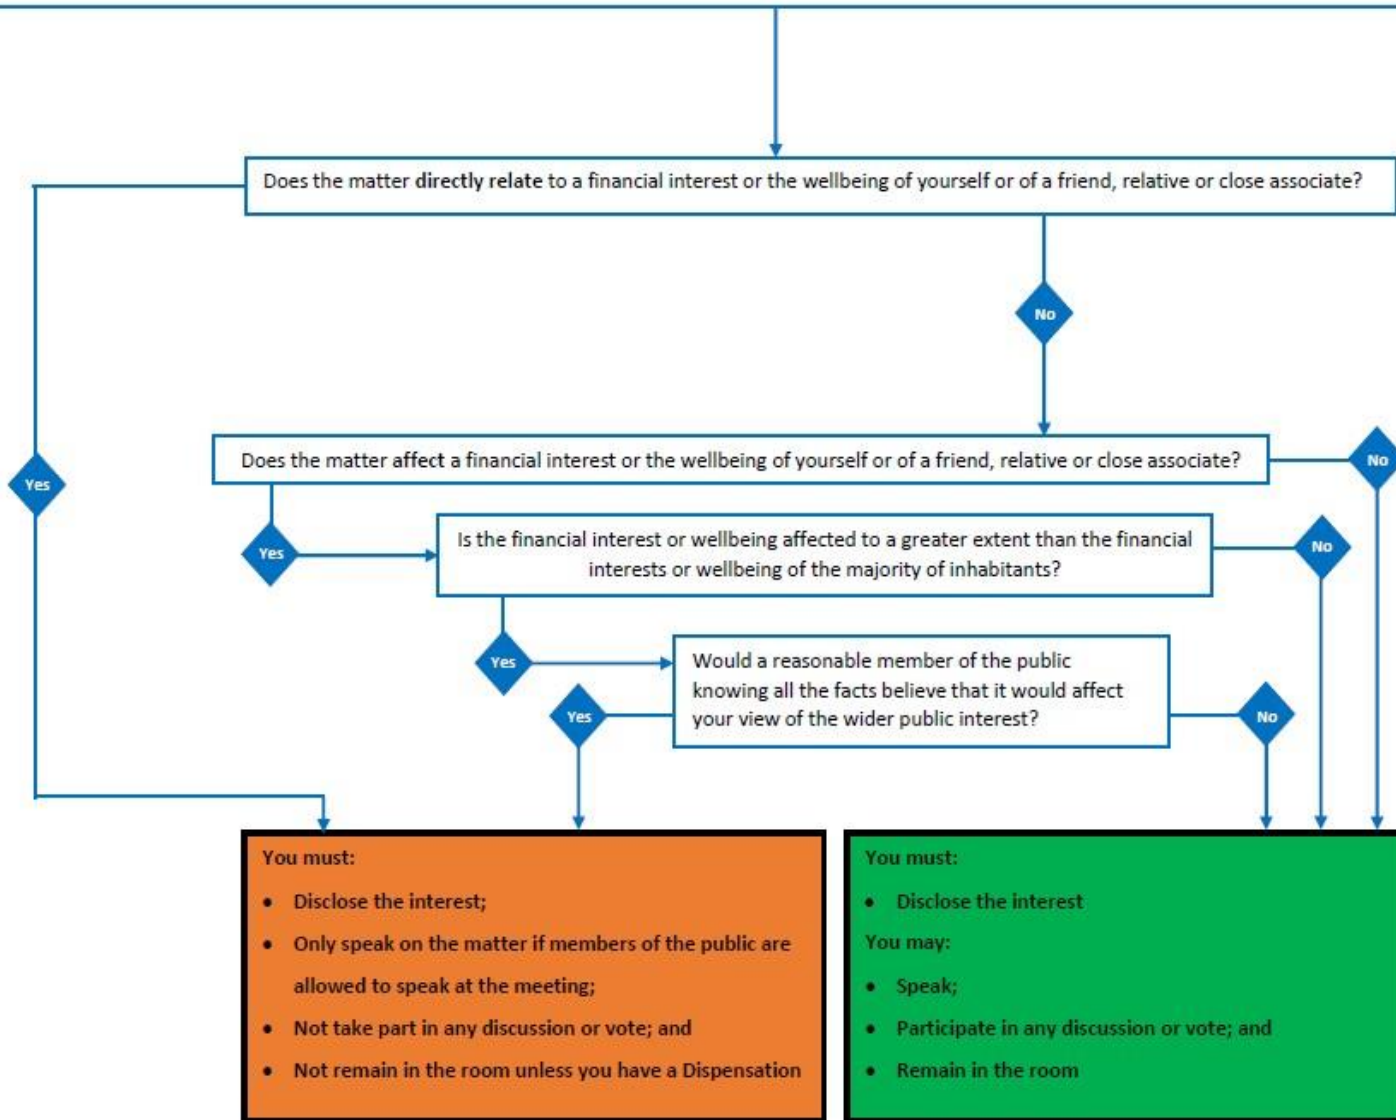 Does the matter directly relate to a financial interest or the wellbeing of yourself or of a friend, relative or close associate?
No
Does the matter affect a financial interest or the wellbeing of yourself or of a friend, relative or close associate?
No
Yes
Yes
Is the financial interest or wellbeing affected to a greater extent than the financial
interests or wellbeing of the majority of inhabitants?
No
Yes
Would a reasonable member of the public
knowing all the facts believe that it would affect
your view of the wider public interest?
Yes
No
You must:
• Disclose the interest;
• Only speak on the matter if members of the public are
allowed to speak at the meeting;
• Not take part in any discussion or vote; and
• Not remain in the room unless you have a Dispensation
You must:
• Disclose the interest
You may:
• Speak;
• Participate in any discussion or vote; and
• Remain in the room